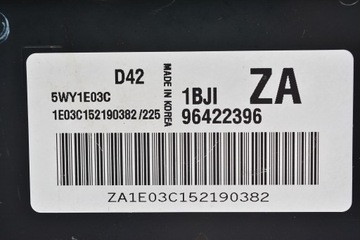 D42
5WY1E03C
1E03C152190382 /225
MADE IN KOREA
1BJI
ZA
96422396
ZA1E03C152190382